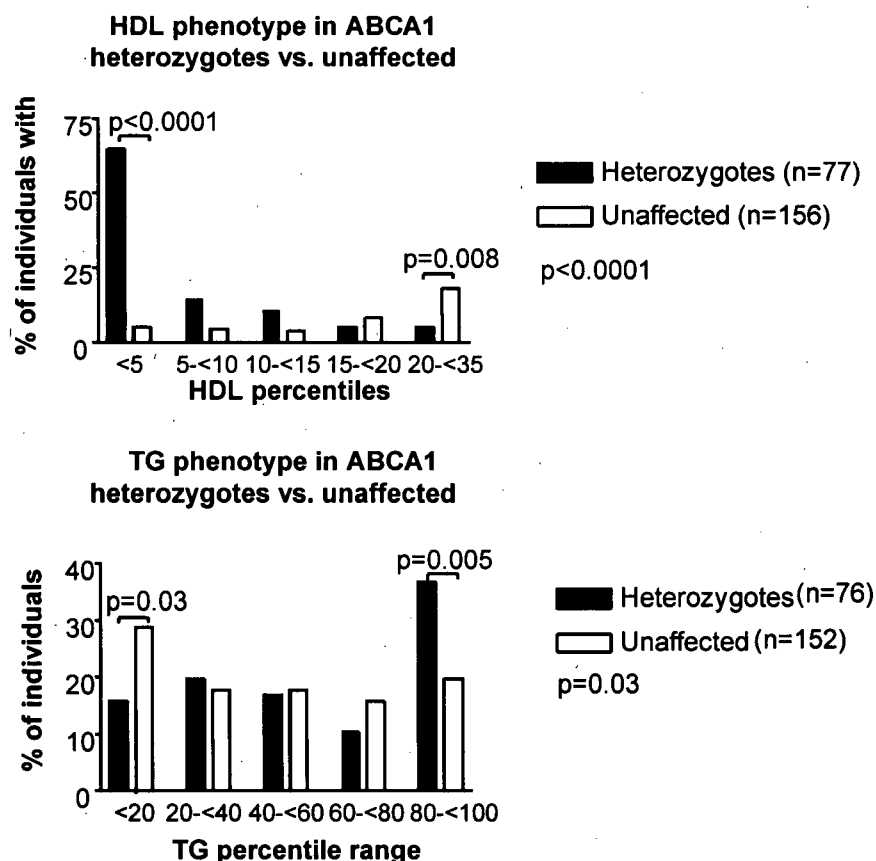 HDL phenotype in ABCA1
heterozygotes vs. unaffected
% of individuals with
75
50
25
0
p<0.0001
p=0.008
<5 5-<10 10-<15 15-<20 20-<35
HDL percentiles
Heterozygotes (n=77)
Unaffected (n=156)
p<0.0001
TG phenotype in ABCA1
heterozygotes vs. unaffected
% of individuals
40
30
20
10
0
p=0.03
p=0.005
<20 20-<40 40-<60 60-<80 80-<100
TG percentile range
Heterozygotes (n=76)
Unaffected (n=152)
p=0.03